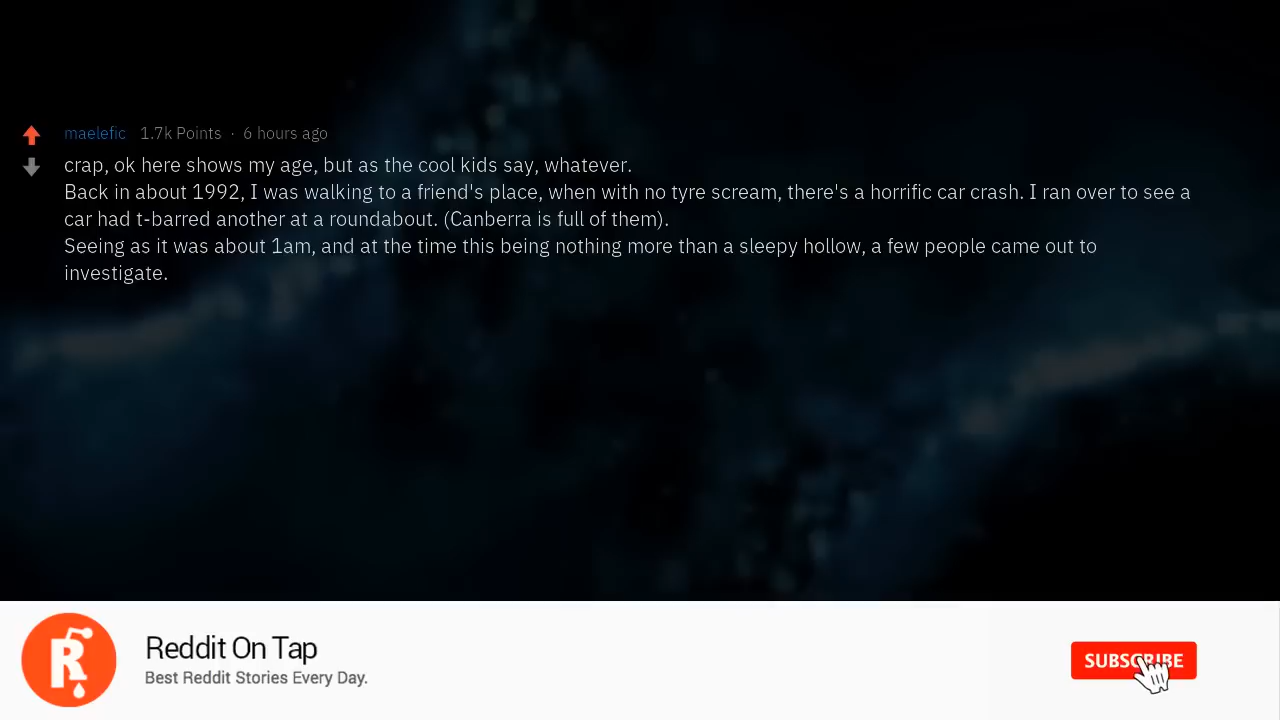 maelefic 1.7k Points · 6 hours ago
crap, ok here shows my age, but as the cool kids say, whatever.
Back in about 1992, I was walking to a friend's place, when with no tyre scream, there's a horrific car crash. I ran over to see a
car had t-barred another at a roundabout. (Canberra is full of them).
Seeing as it was about 1am, and at the time this being nothing more than a sleepy hollow, a few people came out to
investigate.
R
Reddit On Tap
Best Reddit Stories Every Day.
SUBSCRIBE